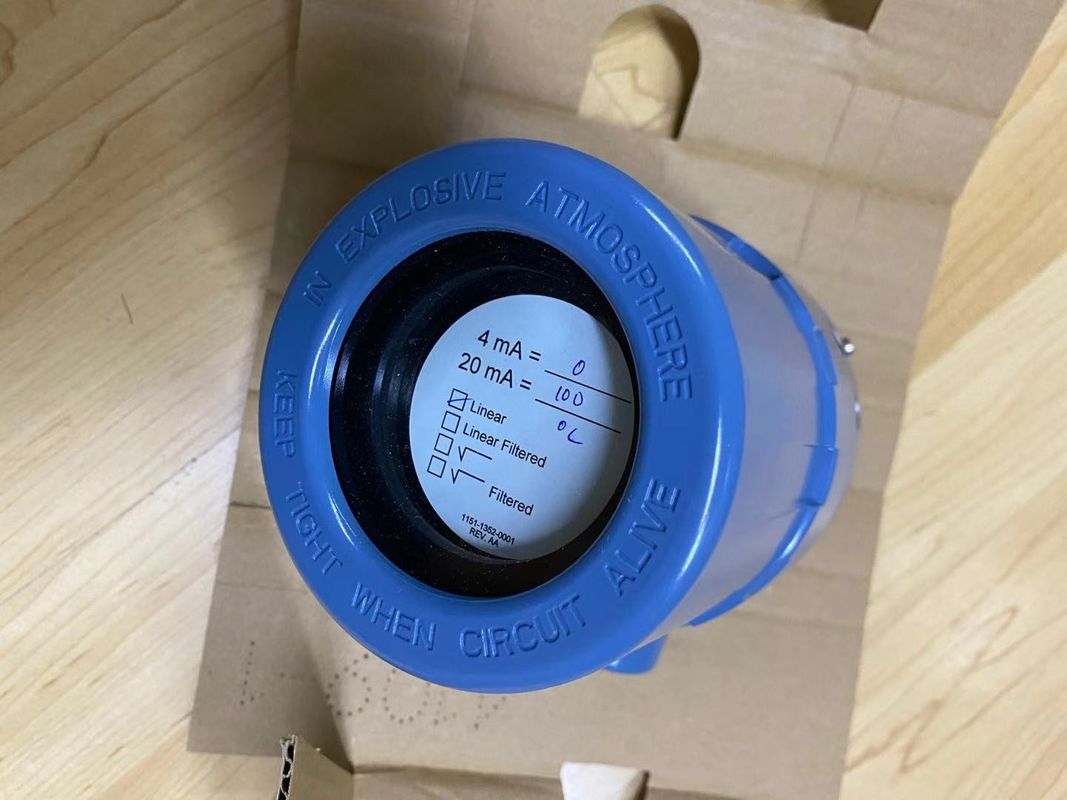 KEEP TIGHT WHEN CIRCUIT ALIVE
IN EXPLOSIVE ATMOSPHERE
4 mA = 0
20 mA = 100
Linear
Linear Filtered
√
√ Filtered
1151-1352-0001
REV. AA